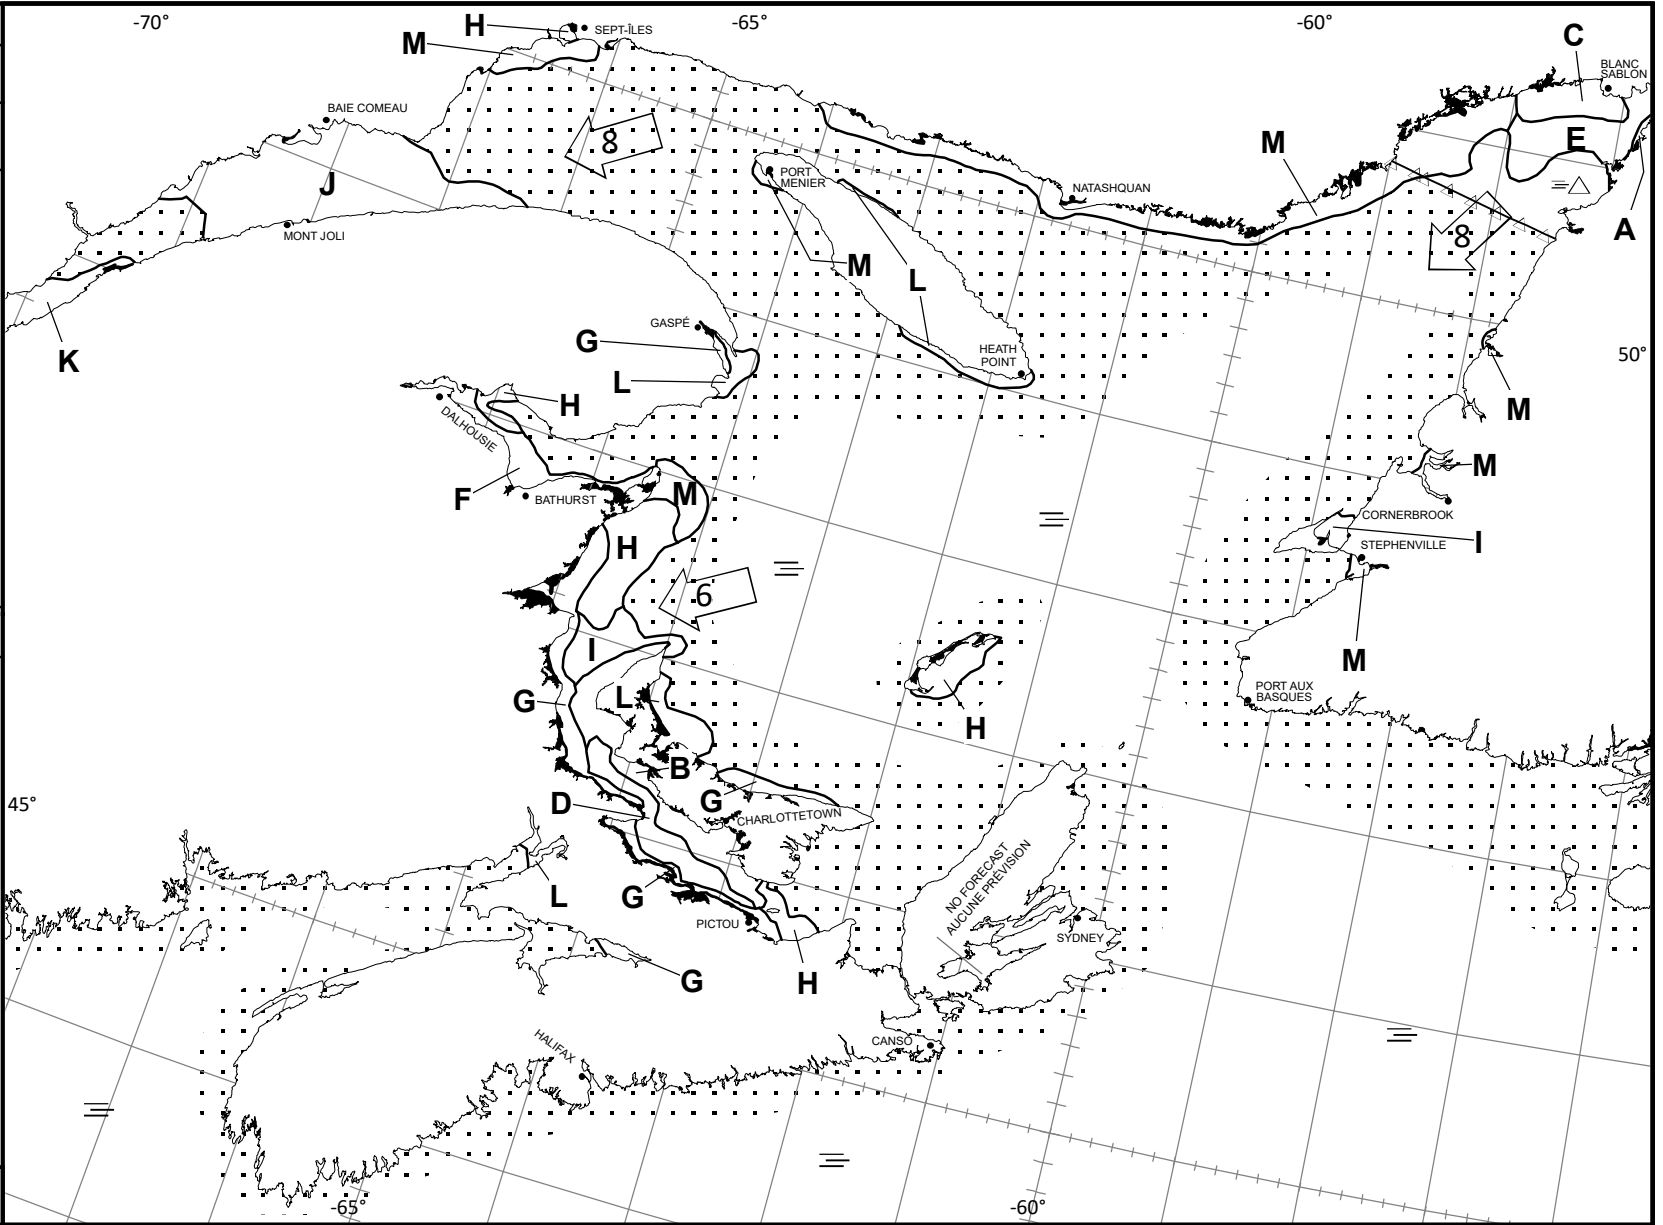 -70°
-65°
-60°
H
SEPT-ÎLES
M
C
BLANC
SABLON
BAIE COMEAU
8
M
E
J
PORT
MENIER
NATASHQUAN
MONT JOLI
8
A
M
L
K
GASPÉ
G
HEATH
POINT
50°
L
H
M
DALHOUSIE
M
F
BATHURST
M
CORNERBROOK
I
STEPHENVILLE
H
6
I
M
G
L
PORT AUX
BASQUES
H
B
45°
D
G
CHARLOTTETOWN
NO FORECAST
AUCUNE PRÉVISION
L
G
PICTOU
SYDNEY
G
H
HALIFAX
CANSO
-65°
-60°